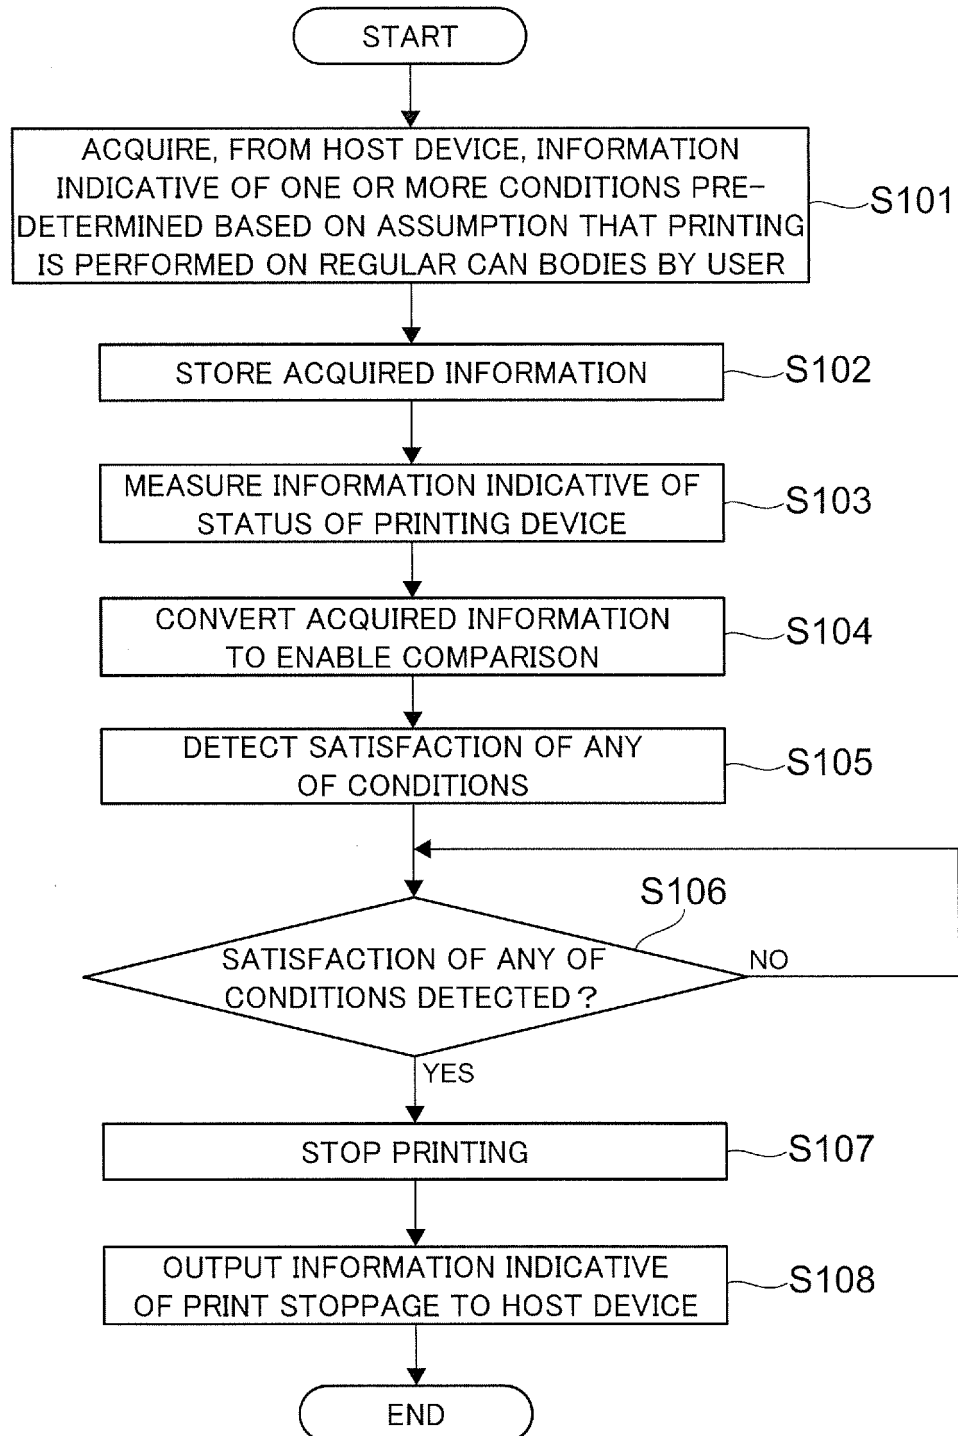 START
ACQUIRE, FROM HOST DEVICE, INFORMATION
INDICATIVE OF ONE OR MORE CONDITIONS PRE-
DETERMINED BASED ON ASSUMPTION THAT PRINTING
IS PERFORMED ON REGULAR CAN BODIES BY USER
S101
STORE ACQUIRED INFORMATION
S102
MEASURE INFORMATION INDICATIVE OF
STATUS OF PRINTING DEVICE
S103
CONVERT ACQUIRED INFORMATION
TO ENABLE COMPARISON
S104
DETECT SATISFACTION OF ANY
OF CONDITIONS
S105
S106
SATISFACTION OF ANY OF
CONDITIONS DETECTED?
NO
YES
STOP PRINTING
S107
OUTPUT INFORMATION INDICATIVE
OF PRINT STOPPAGE TO HOST DEVICE
S108
END